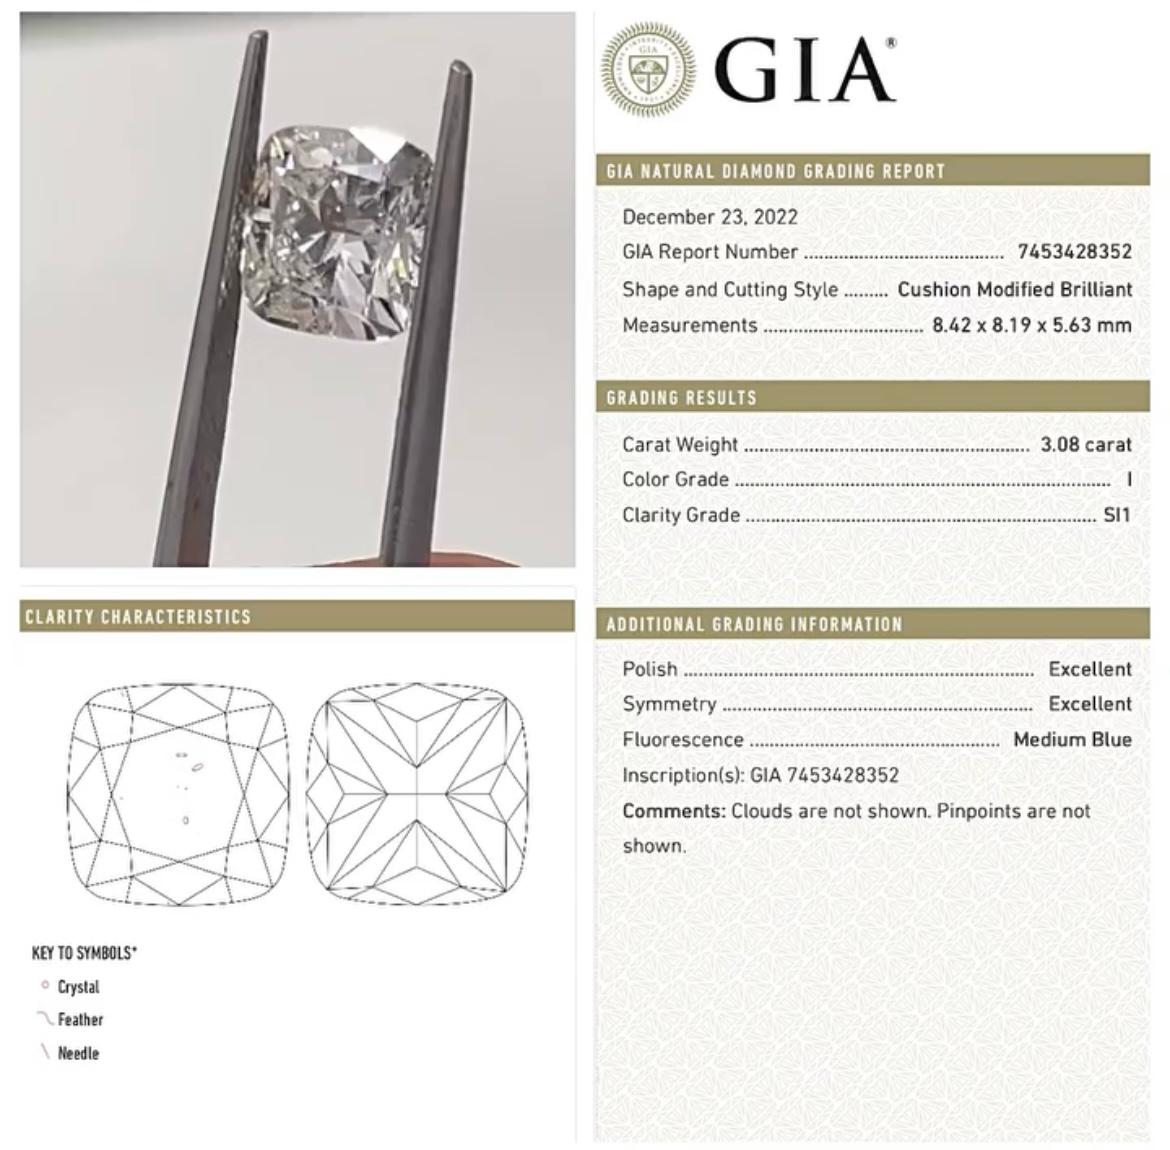 GIA®
GIA NATURAL DIAMOND GRADING REPORT
December 23, 2022
GIA Report Number ........................................ 7453428352
Shape and Cutting Style ......... Cushion Modified Brilliant
Measurements ................................ 8.42 x 8.19 x 5.63 mm
GRADING RESULTS
Carat Weight ......................................................... 3.08 carat
Color Grade ........................................................................... I
Clarity Grade ...................................................................... SI1
CLARITY CHARACTERISTICS
KEY TO SYMBOLS*
Crystal
Feather
Needle
ADDITIONAL GRADING INFORMATION
Polish ...................................................................... Excellent
Symmetry .............................................................. Excellent
Fluorescence .................................................. Medium Blue
Inscription(s): GIA 7453428352
Comments: Clouds are not shown. Pinpoints are not
shown.